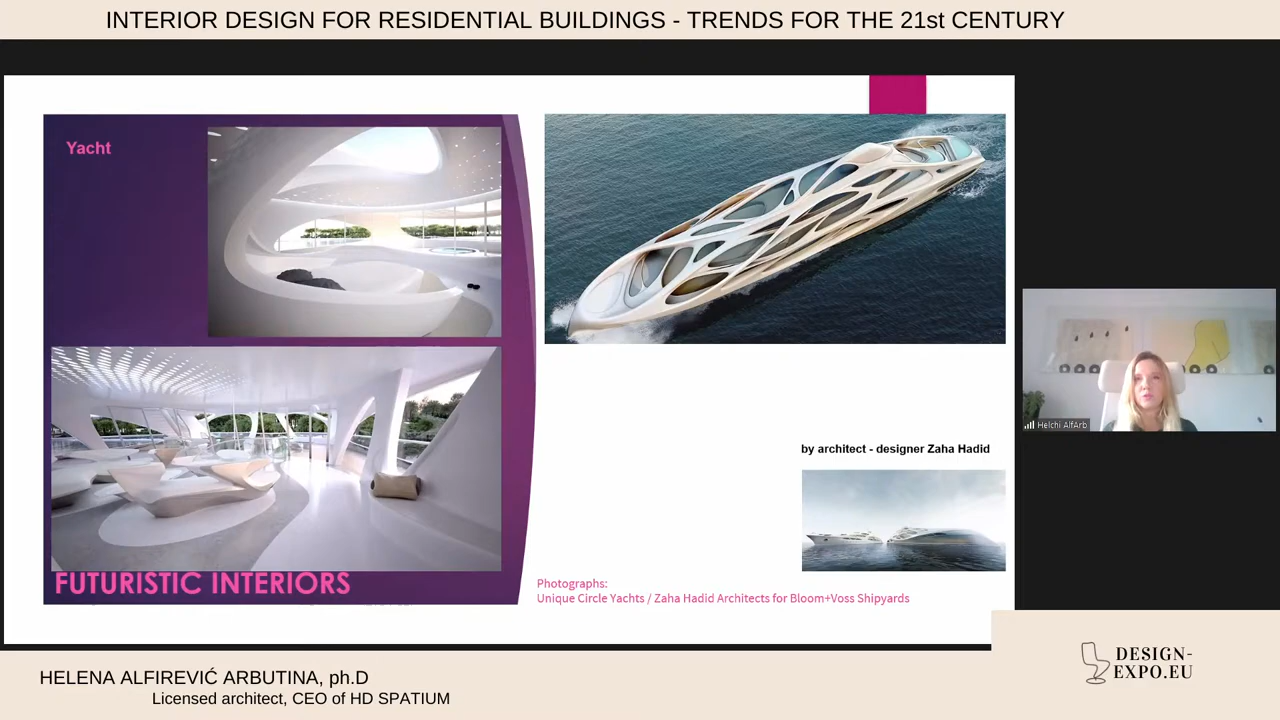 INTERIOR DESIGN FOR RESIDENTIAL BUILDINGS - TRENDS FOR THE 21st CENTURY
Yacht
by architect - designer Zaha Hadid
FUTURISTIC INTERIORS
Photographs:
Unique Circle Yachts / Zaha Hadid Architects for Bloom+Voss Shipyards
Helchi AlfArb
HELENA ALFIREVIĆ ARBUTINA, ph.D
Licensed architect, CEO of HD SPATIUM
DESIGN-
EXPO.EU